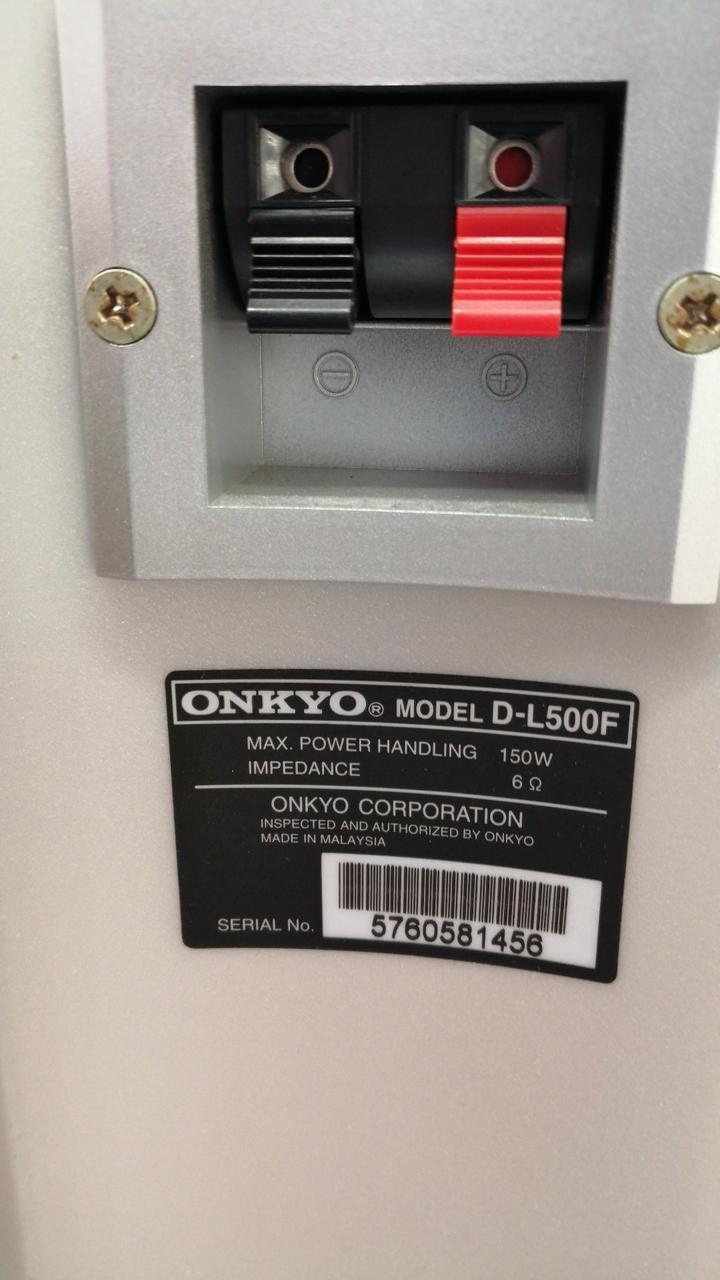 ⊖ ⊕
ONKYO® MODEL D-L500F
MAX. POWER HANDLING 150W
IMPEDANCE 6 Ω
ONKYO CORPORATION
INSPECTED AND AUTHORIZED BY ONKYO
MADE IN MALAYSIA
SERIAL No. 5760581456